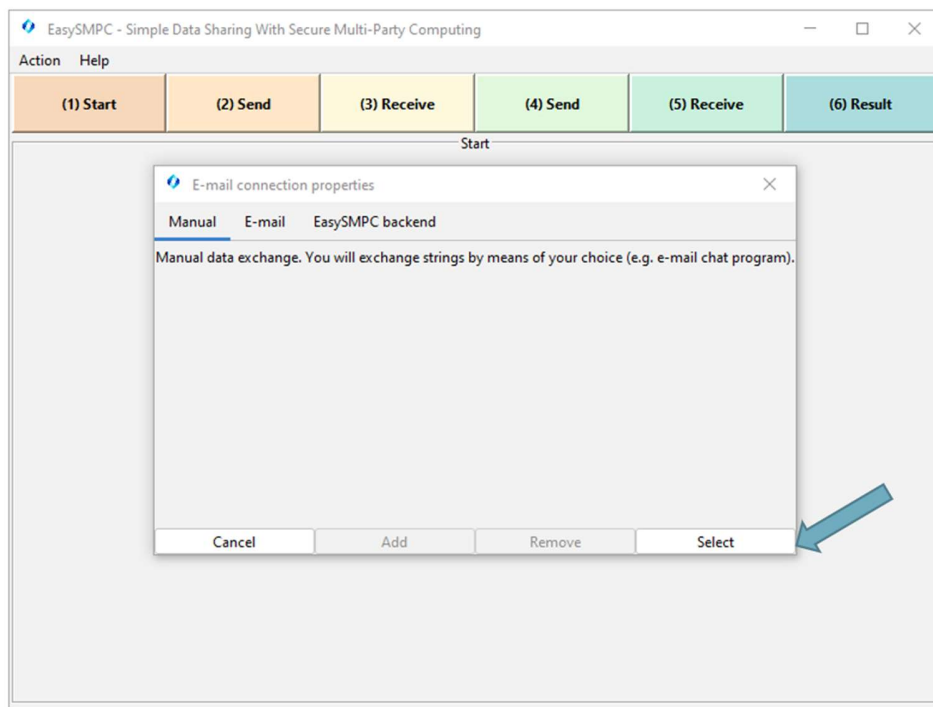 EasySMPC - Simple Data Sharing With Secure Multi-Party Computing
Action Help
(1) Start (2) Send (3) Receive (4) Send (5) Receive (6) Result
Start
E-mail connection properties
Manual E-mail EasySMPC backend
Manual data exchange. You will exchange strings by means of your choice (e.g. e-mail chat program).
Cancel Add Remove Select